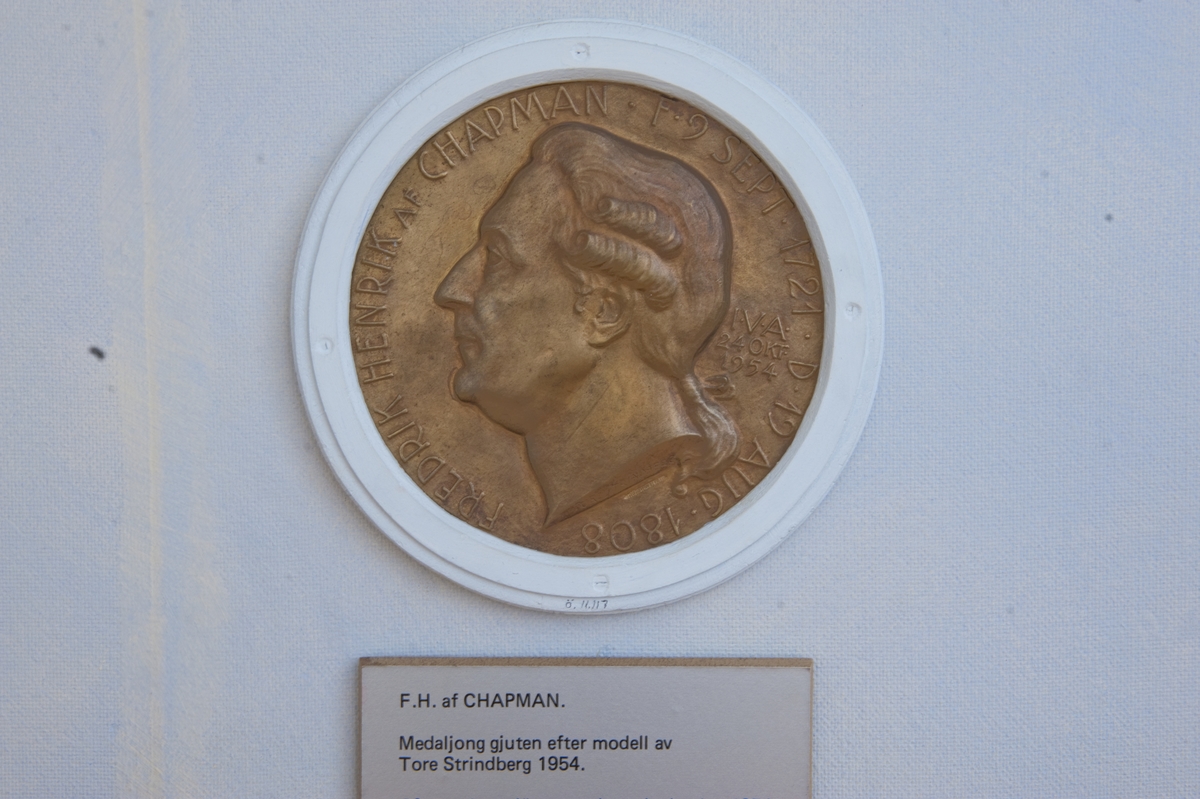 FREDRIK HENRIK AF CHAPMAN · F·9 SEPT· 1721· D· 19 AUG·1808
I·V·A·
24 OKT·
1954
F.H. af CHAPMAN.
Medaljong gjuten efter modell av
Tore Strindberg 1954.